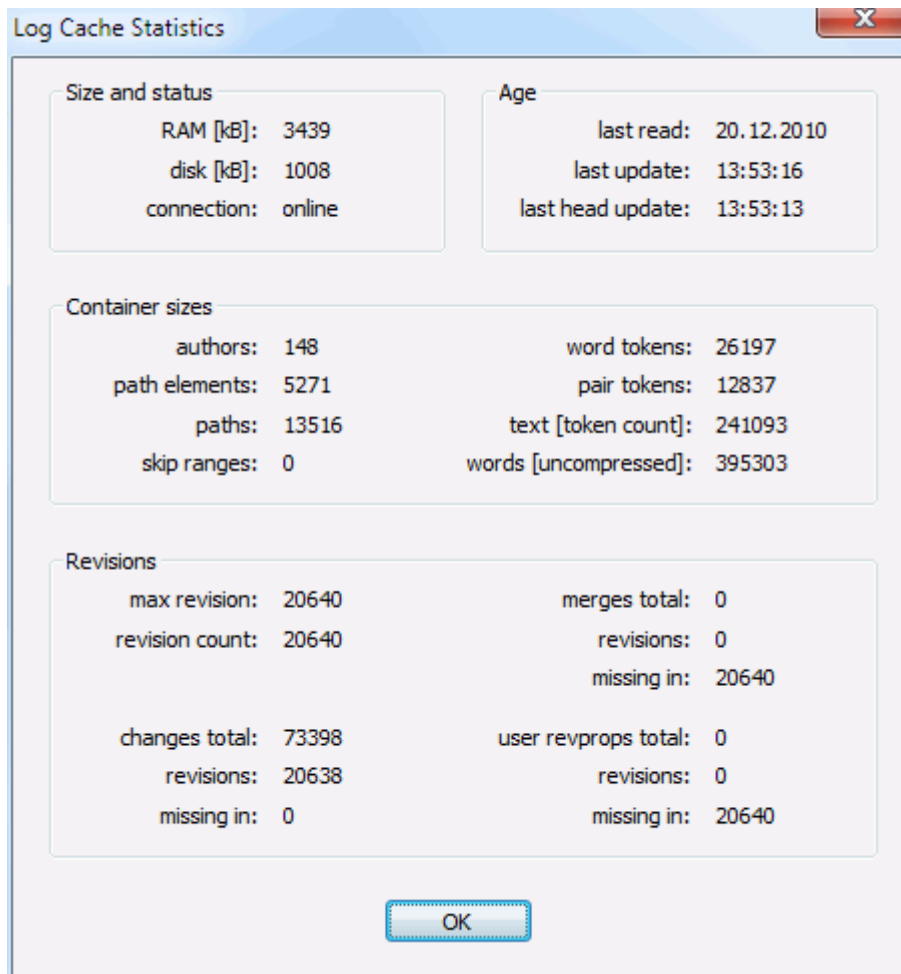 Log Cache Statistics
Size and status
RAM [kB]: 3439
disk [kB]: 1008
connection: online
Age
last read: 20.12.2010
last update: 13:53:16
last head update: 13:53:13
Container sizes
authors: 148
path elements: 5271
paths: 13516
skip ranges: 0
word tokens: 26197
pair tokens: 12837
text [token count]: 241093
words [uncompressed]: 395303
Revisions
max revision: 20640
revision count: 20640
merges total: 0
revisions: 0
missing in: 20640
changes total: 73398
revisions: 20638
missing in: 0
user revprops total: 0
revisions: 0
missing in: 20640
OK